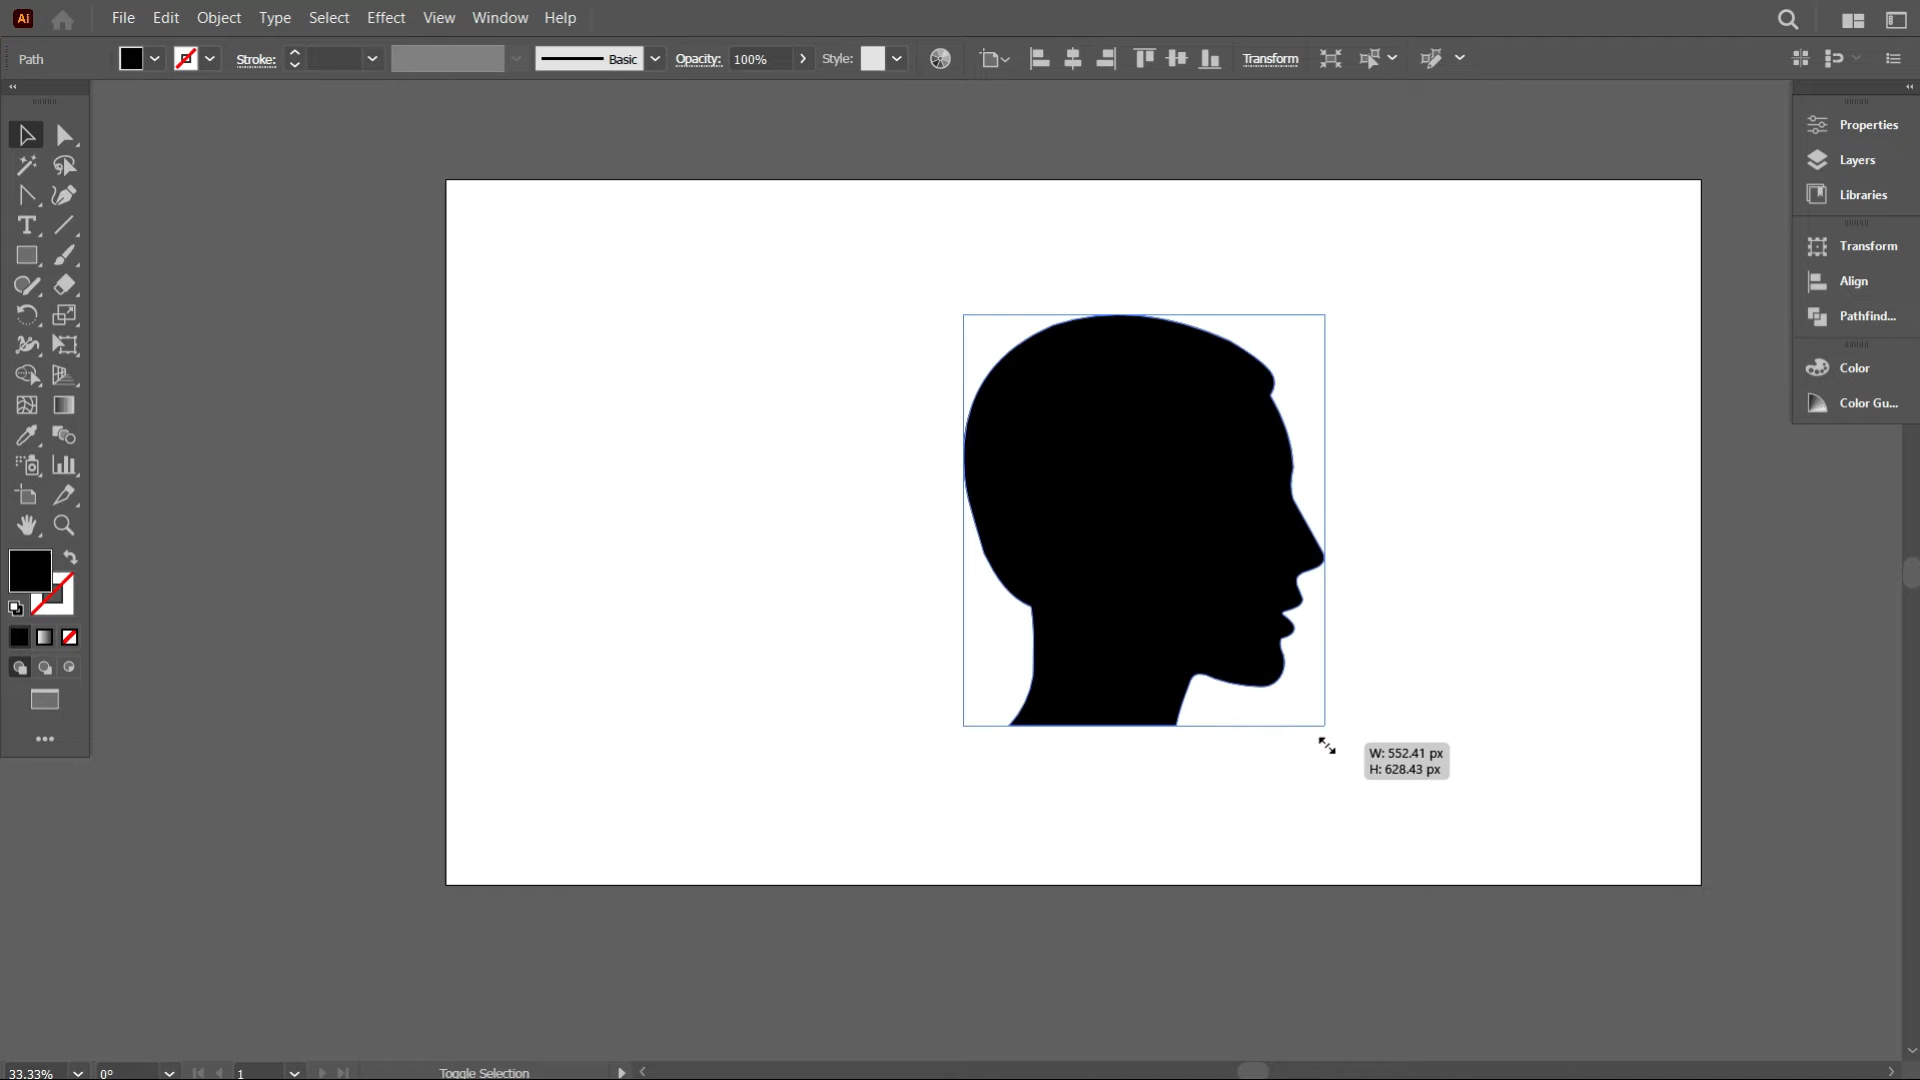 Ai File Edit Object Type Select Effect View Window Help
Path Stroke: Basic Opacity: 100% Style: Transform
Properties
Layers
Libraries
Transform
Align
Pathfind...
Color
Color Gu...
W: 552.41 px
H: 628.43 px
33.33% 0° 1 Toggle Selection